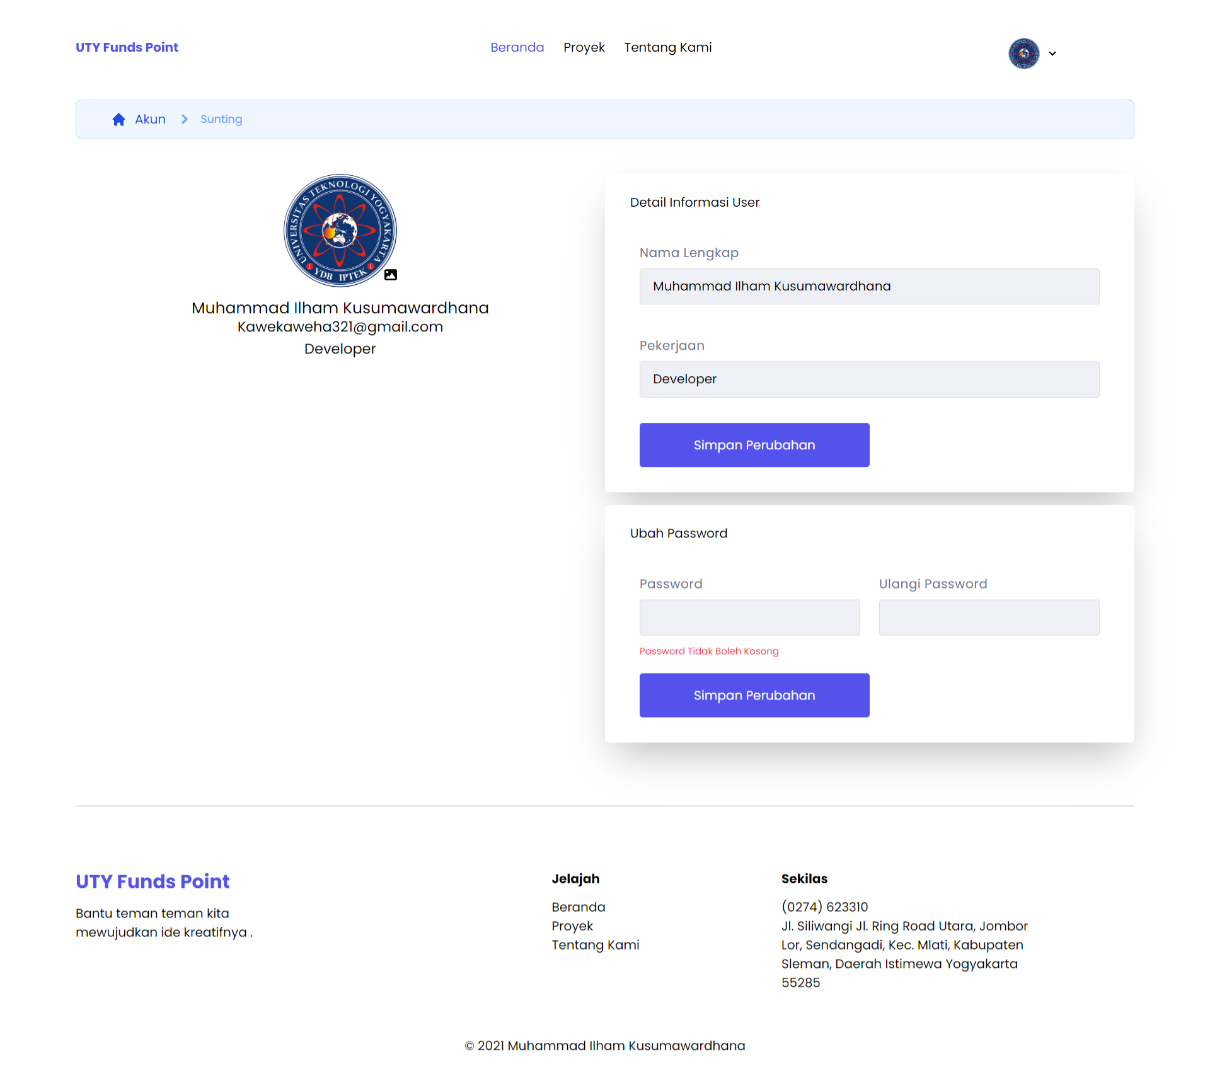 UTY Funds Point
Beranda Proyek Tentang Kami
Akun Sunting
UNIVERSITAS TEKNOLOGI YOGYAKARTA
YDB IPTEK
Muhammad Ilham Kusumawardhana
Kawekaweha321@gmail.com
Developer
Detail Informasi User
Nama Lengkap
Muhammad Ilham Kusumawardhana
Pekerjaan
Developer
Simpan Perubahan
Ubah Password
Password Ulangi Password
Password Tidak Boleh Kosong
Simpan Perubahan
UTY Funds Point
Bantu teman teman kita
mewujudkan ide kreatifnya .
Jelajah
Beranda
Proyek
Tentang Kami
Sekilas
(0274) 623310
Jl. Siliwangi Jl. Ring Road Utara, Jombor
Lor, Sendangadi, Kec. Mlati, Kabupaten
Sleman, Daerah Istimewa Yogyakarta
55285
© 2021 Muhammad Ilham Kusumawardhana